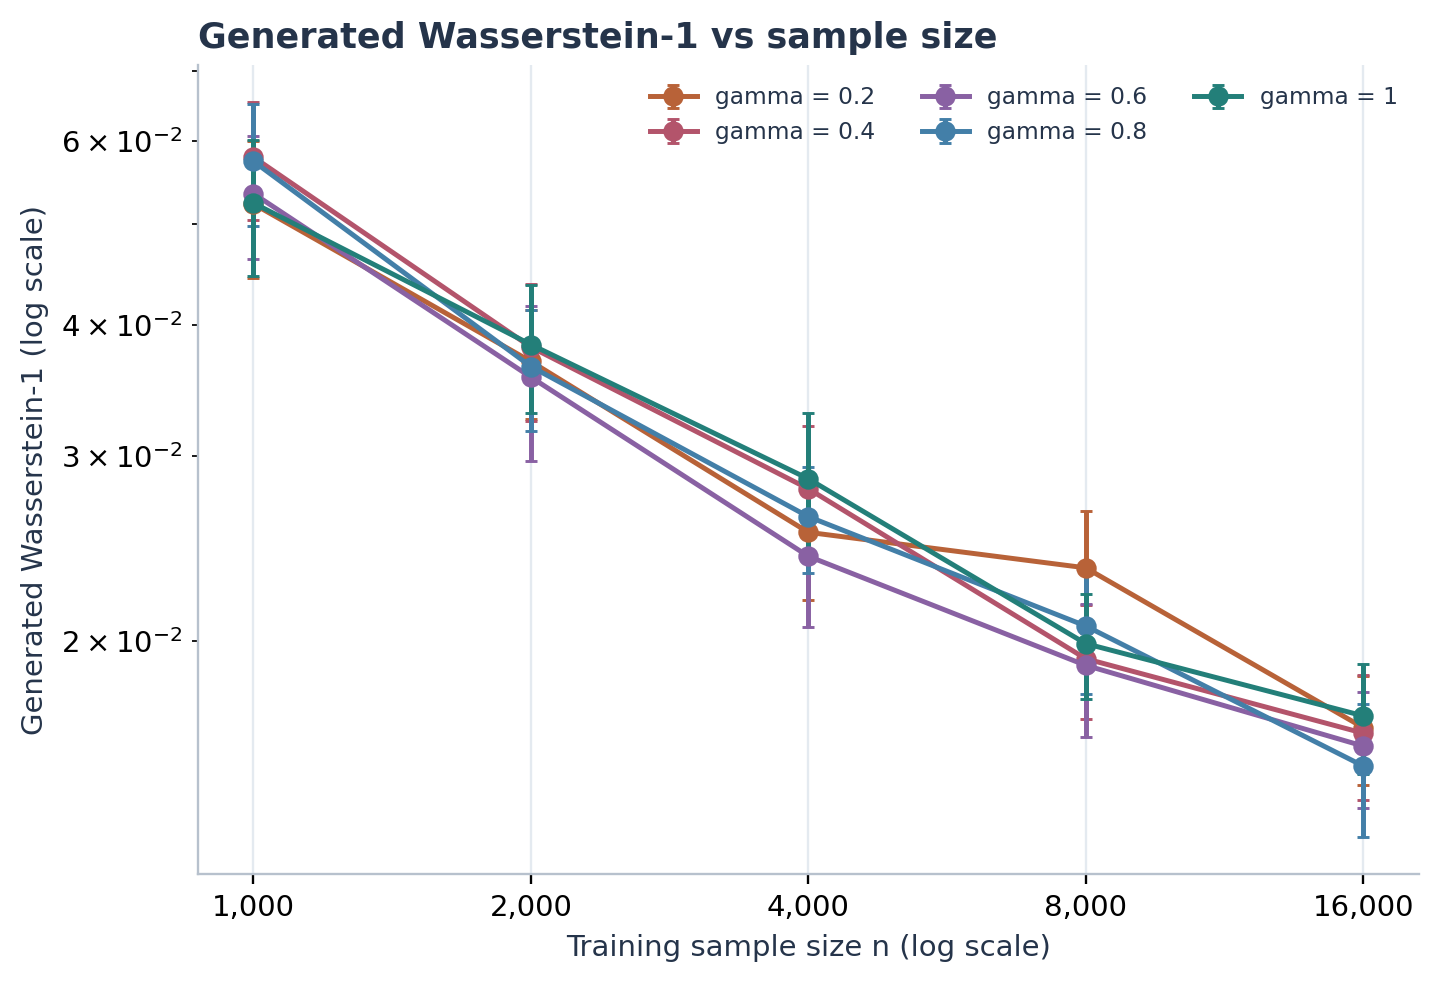 Generated Wasserstein-1 vs sample size
gamma = 0.2
gamma = 0.4
gamma = 0.6
gamma = 0.8
gamma = 1
Generated Wasserstein-1 (log scale)
6 × 10⁻²
4 × 10⁻²
3 × 10⁻²
2 × 10⁻²
1,000
2,000
4,000
8,000
16,000
Training sample size n (log scale)